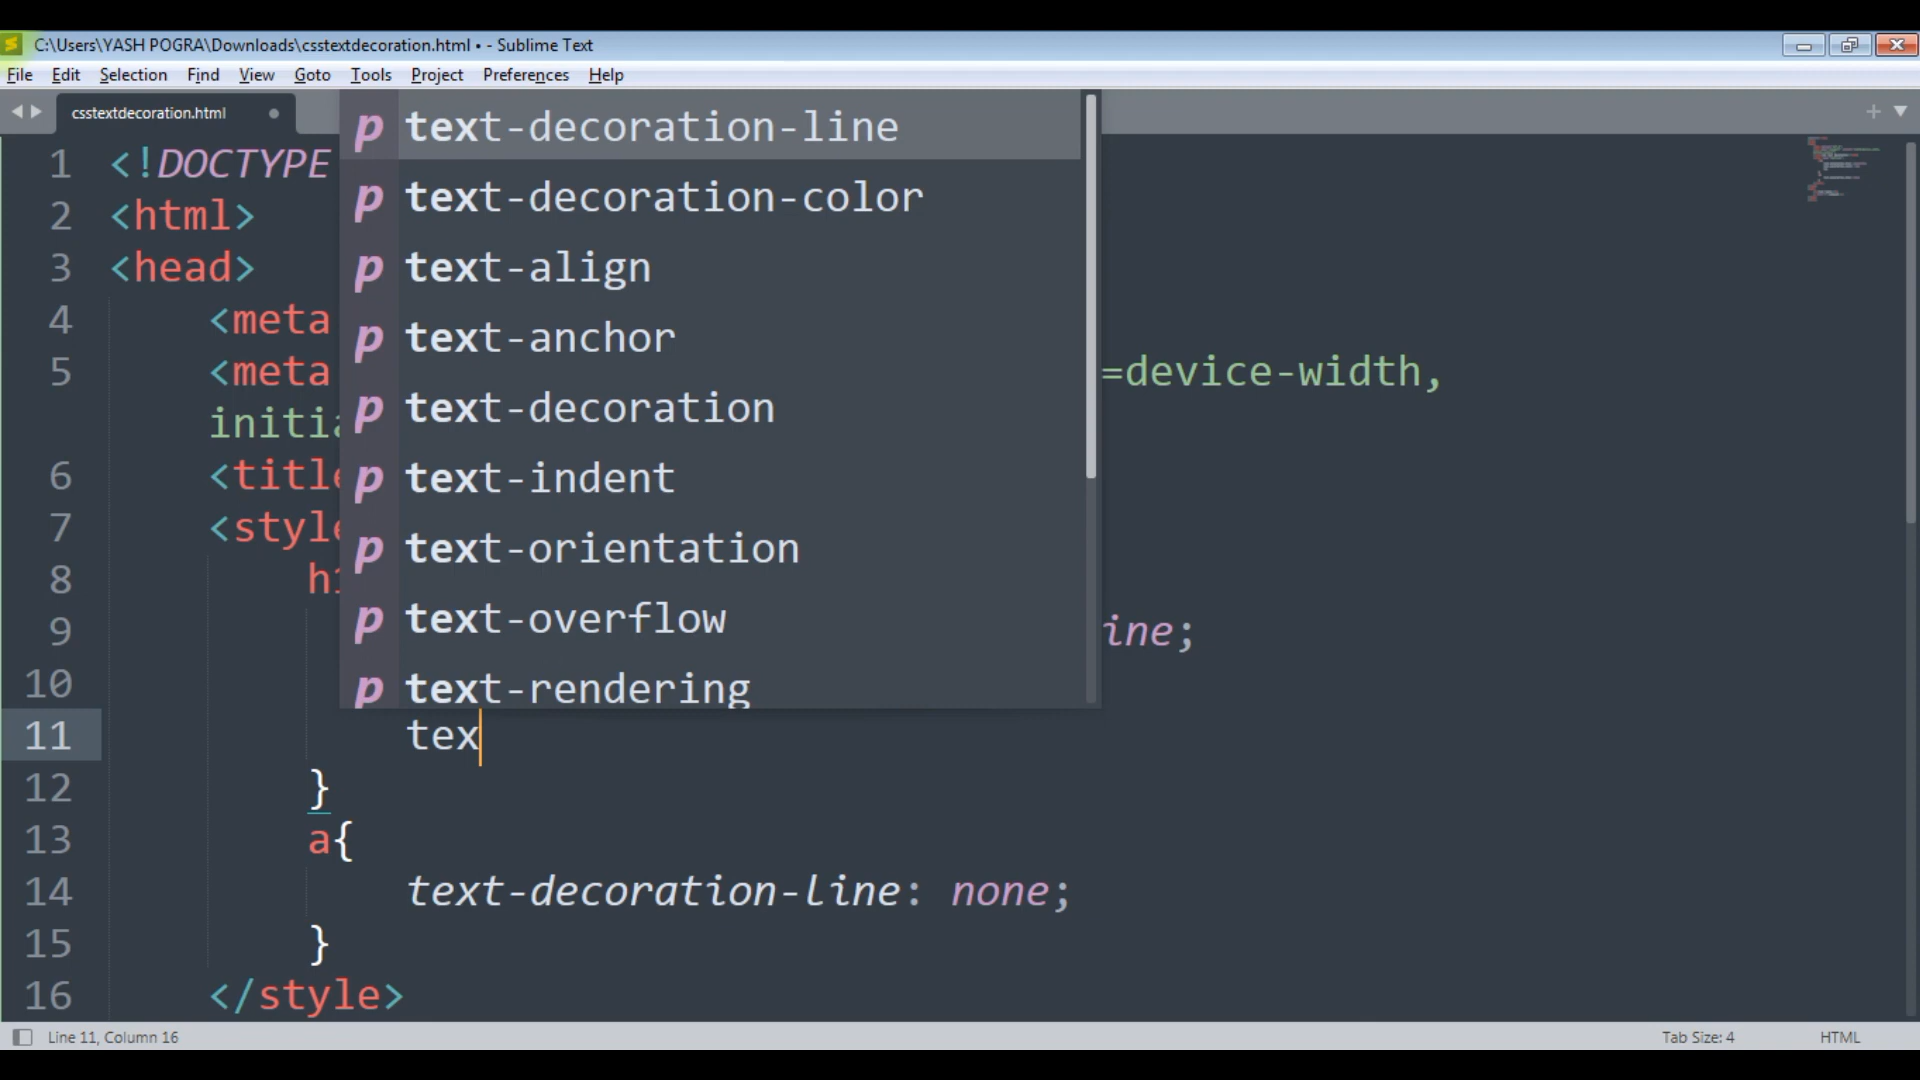 C:\Users\YASH POGRA\Downloads\csstextdecoration.html • - Sublime Text
File Edit Selection Find View Goto Tools Project Preferences Help
csstextdecoration.html
p text-decoration-line
p text-decoration-color
p text-align
p text-anchor
p text-decoration
p text-indent
p text-orientation
p text-overflow
p text-rendering
1 <!DOCTYPE
2 <html>
3 <head>
4 <meta
5 <meta =device-width,
initia
6 <title
7 <style
8 h1
9 ine;
10
11 tex
12 }
13 a{
14 text-decoration-line: none;
15 }
16 </style>
Line 11, Column 16 Tab Size: 4 HTML